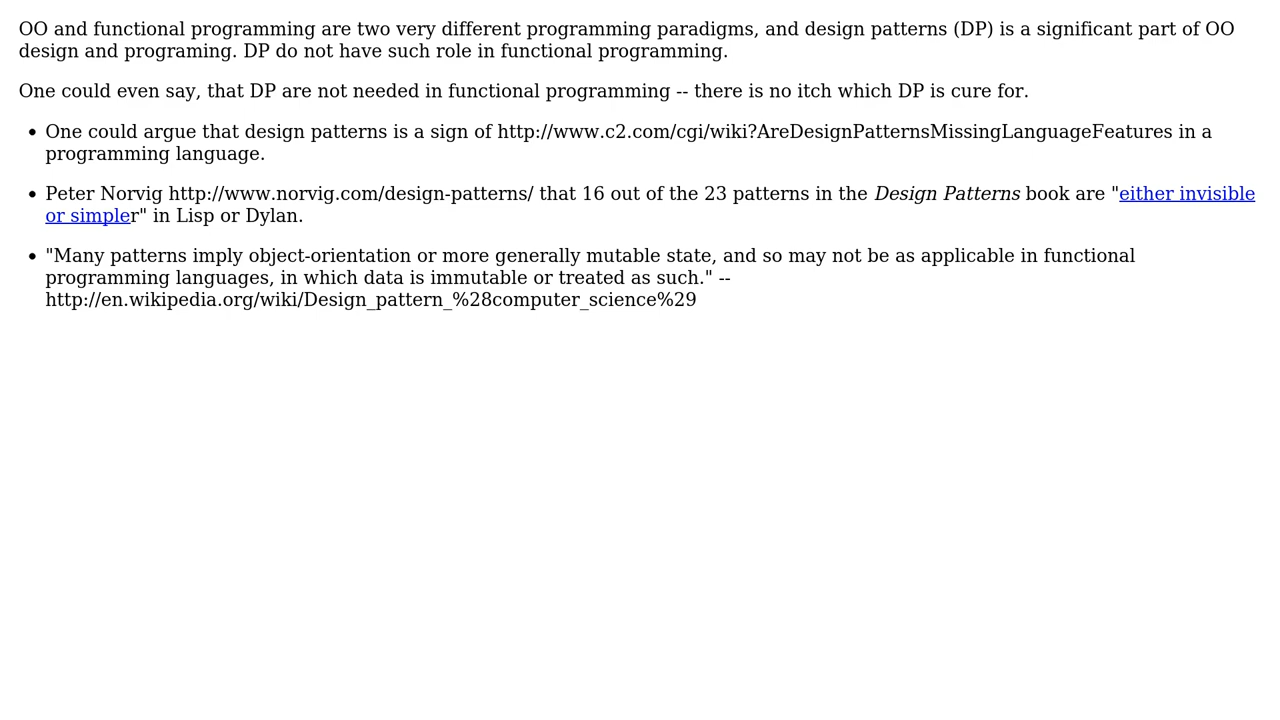 OO and functional programming are two very different programming paradigms, and design patterns (DP) is a significant part of OO
design and programing. DP do not have such role in functional programming.
One could even say, that DP are not needed in functional programming -- there is no itch which DP is cure for.
• One could argue that design patterns is a sign of http://www.c2.com/cgi/wiki?AreDesignPatternsMissingLanguageFeatures in a
programming language.
• Peter Norvig http://www.norvig.com/design-patterns/ that 16 out of the 23 patterns in the Design Patterns book are "either invisible
or simpler" in Lisp or Dylan.
• "Many patterns imply object-orientation or more generally mutable state, and so may not be as applicable in functional
programming languages, in which data is immutable or treated as such." --
http://en.wikipedia.org/wiki/Design_pattern_%28computer_science%29